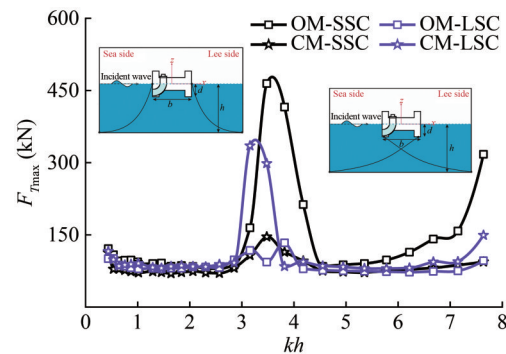 OM-SSC OM-LSC
CM-SSC CM-LSC
600
450
300
150
F_Tmax (kN)
Sea side Lee side
Incident wave
z
x
d
b
h
Sea side Lee side
Incident wave
z
x
d
b
h
0 1 2 3 4 5 6 7 8
kh